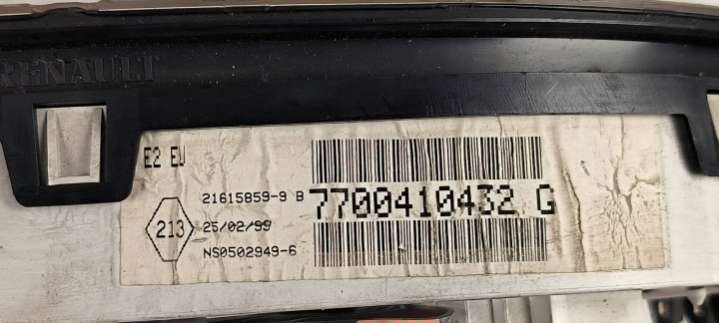 RENAULT
E2 EU
21615859-9 B
7700410432 G
213
25/02/99
NS0502949-6